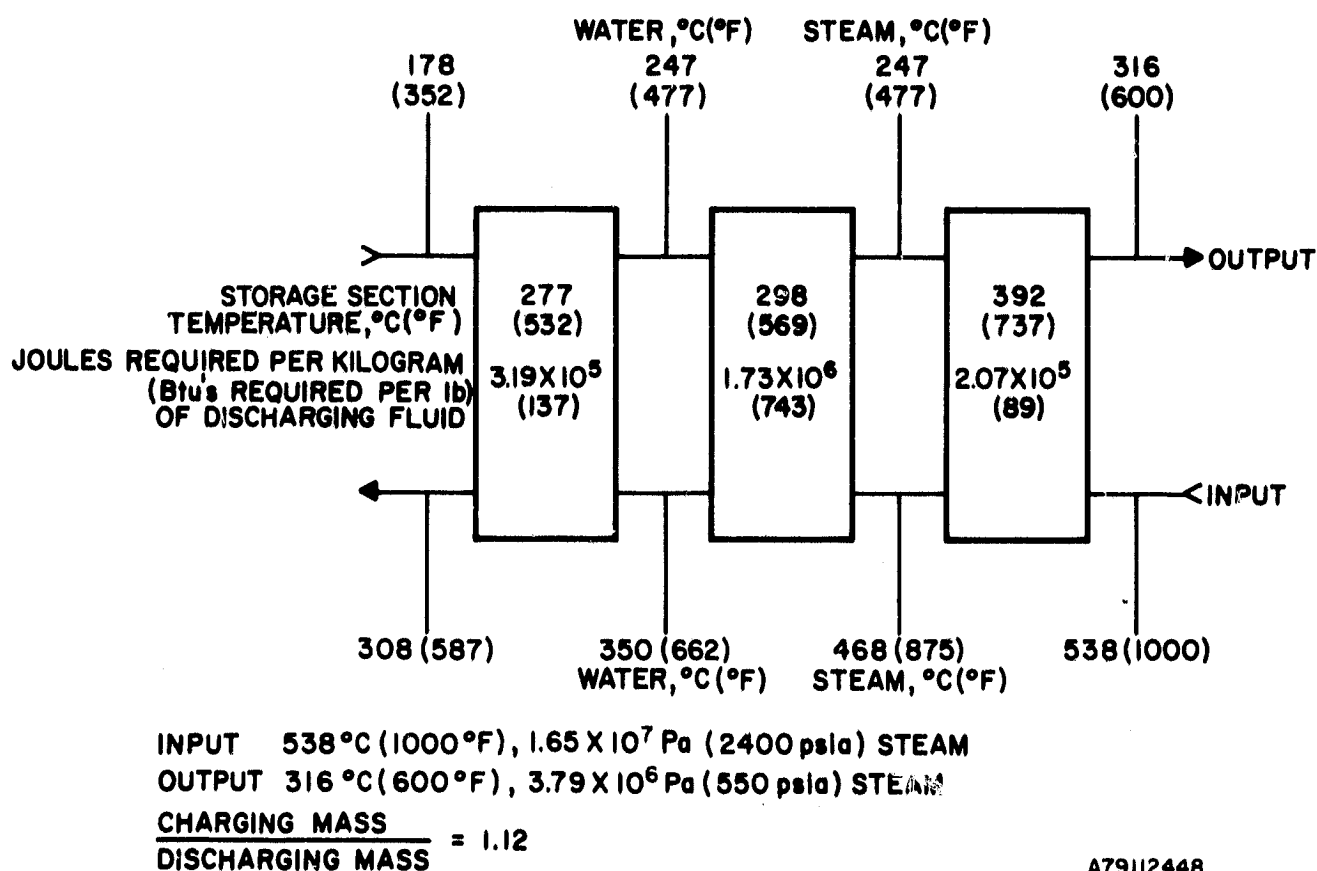 WATER,°C(°F) STEAM,°C(°F)
178 247 247 316
(352) (477) (477) (600)
OUTPUT
STORAGE SECTION TEMPERATURE,°C(°F)
277 298 392
(532) (569) (737)
JOULES REQUIRED PER KILOGRAM
(Btu's REQUIRED PER lb)
OF DISCHARGING FLUID
3.19X10⁵ 1.73X10⁶ 2.07X10⁵
(137) (743) (89)
INPUT
308(587) 350(662) 468(875) 538(1000)
WATER,°C(°F) STEAM,°C(°F)
INPUT 538°C(1000°F), 1.65 X 10⁷ Pa (2400 psia) STEAM
OUTPUT 316°C(600°F), 3.79 X 10⁶ Pa (550 psia) STEAM
CHARGING MASS
DISCHARGING MASS = 1.12
A79112448